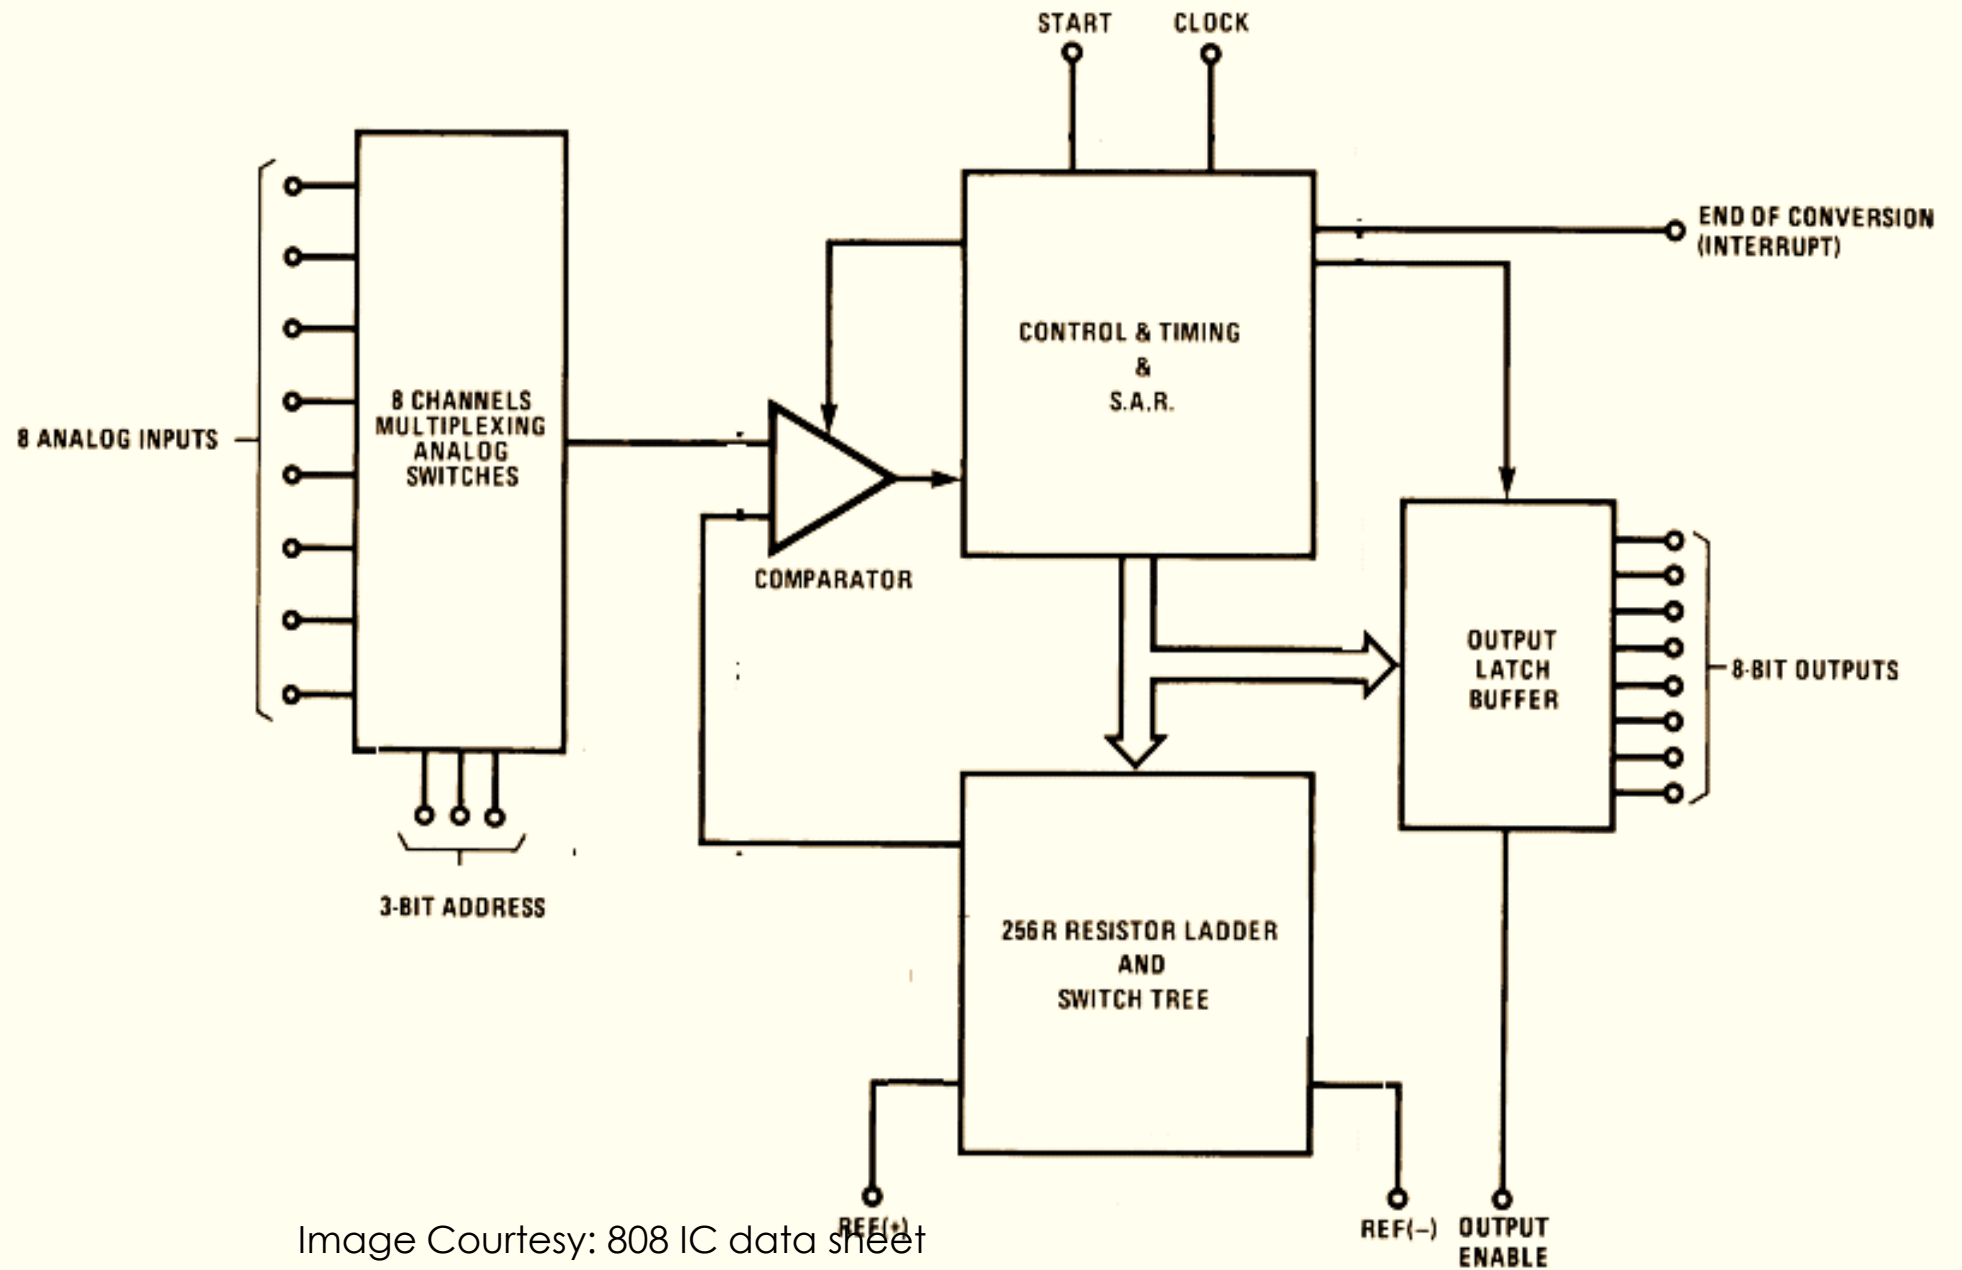 START
CLOCK
END OF CONVERSION
(INTERRUPT)
CONTROL & TIMING
&
S.A.R.
8 ANALOG INPUTS
8 CHANNELS
MULTIPLEXING
ANALOG
SWITCHES
COMPARATOR
OUTPUT
LATCH
BUFFER
8-BIT OUTPUTS
3-BIT ADDRESS
256R RESISTOR LADDER
AND
SWITCH TREE
REF(+)
REF(−)
OUTPUT
ENABLE
Image Courtesy: 808 IC data sheet